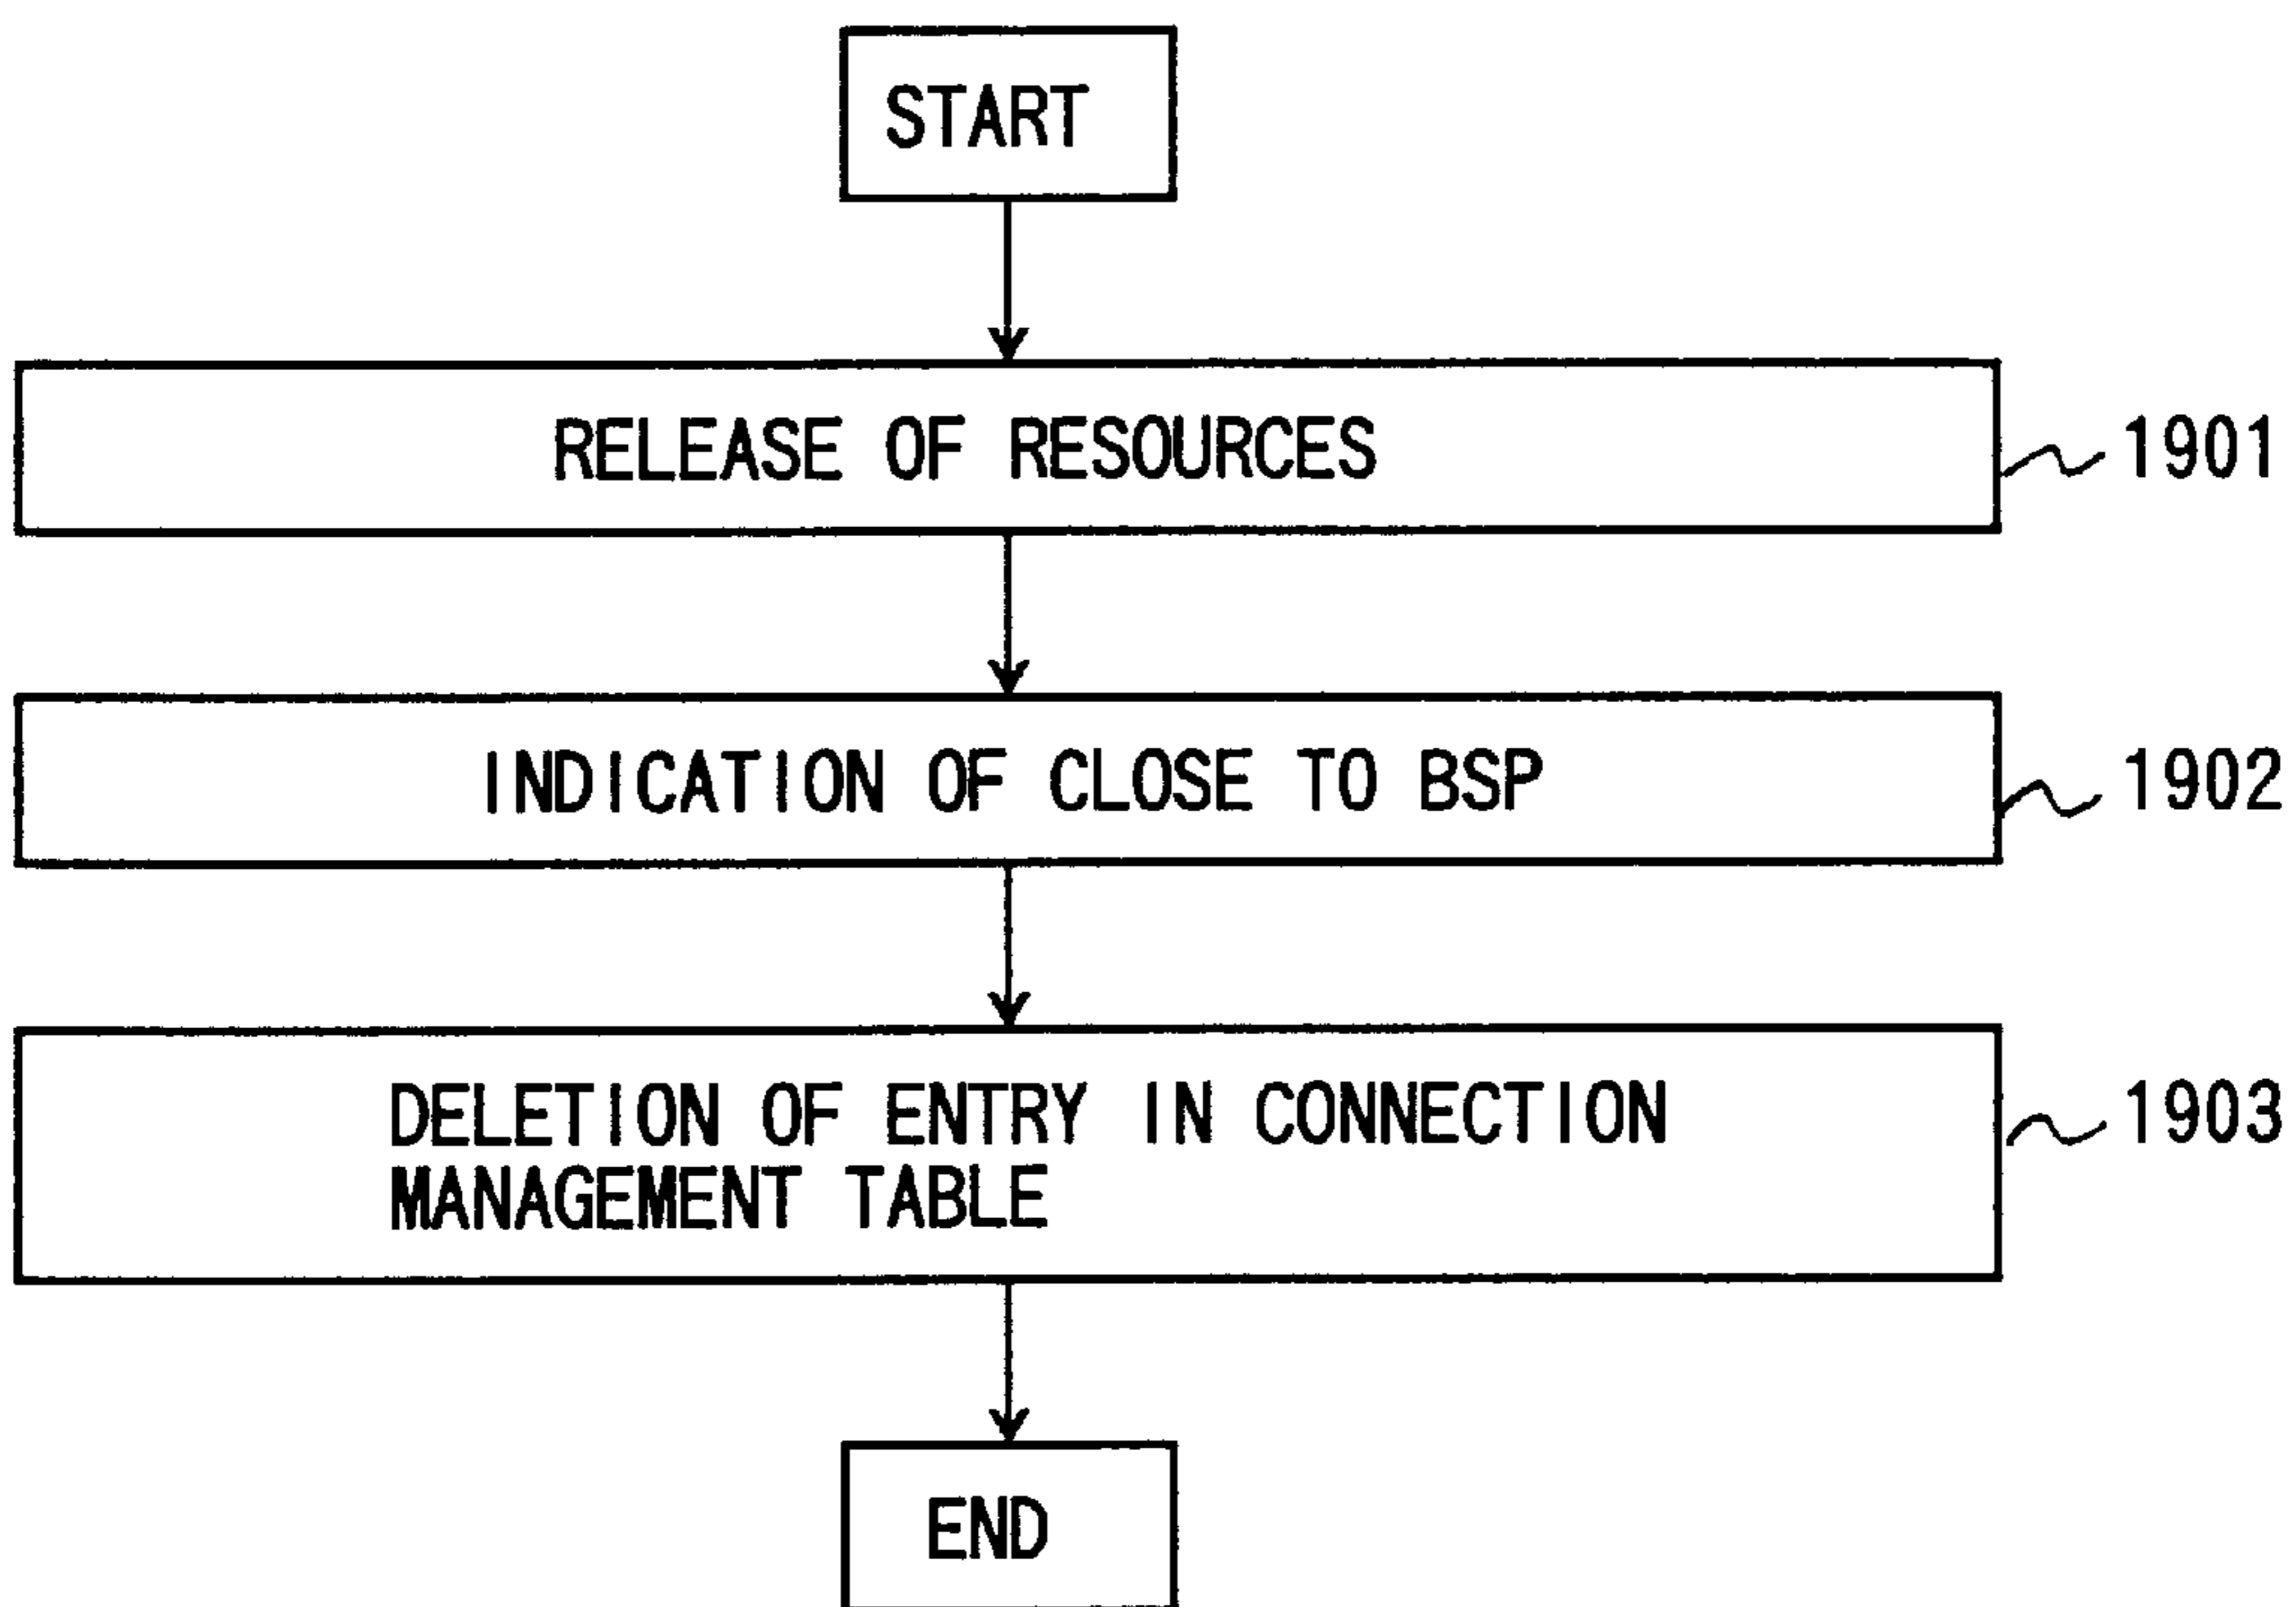 START
RELEASE OF RESOURCES
1901
INDICATION OF CLOSE TO BSP
1902
DELETION OF ENTRY IN CONNECTION
MANAGEMENT TABLE
1903
END